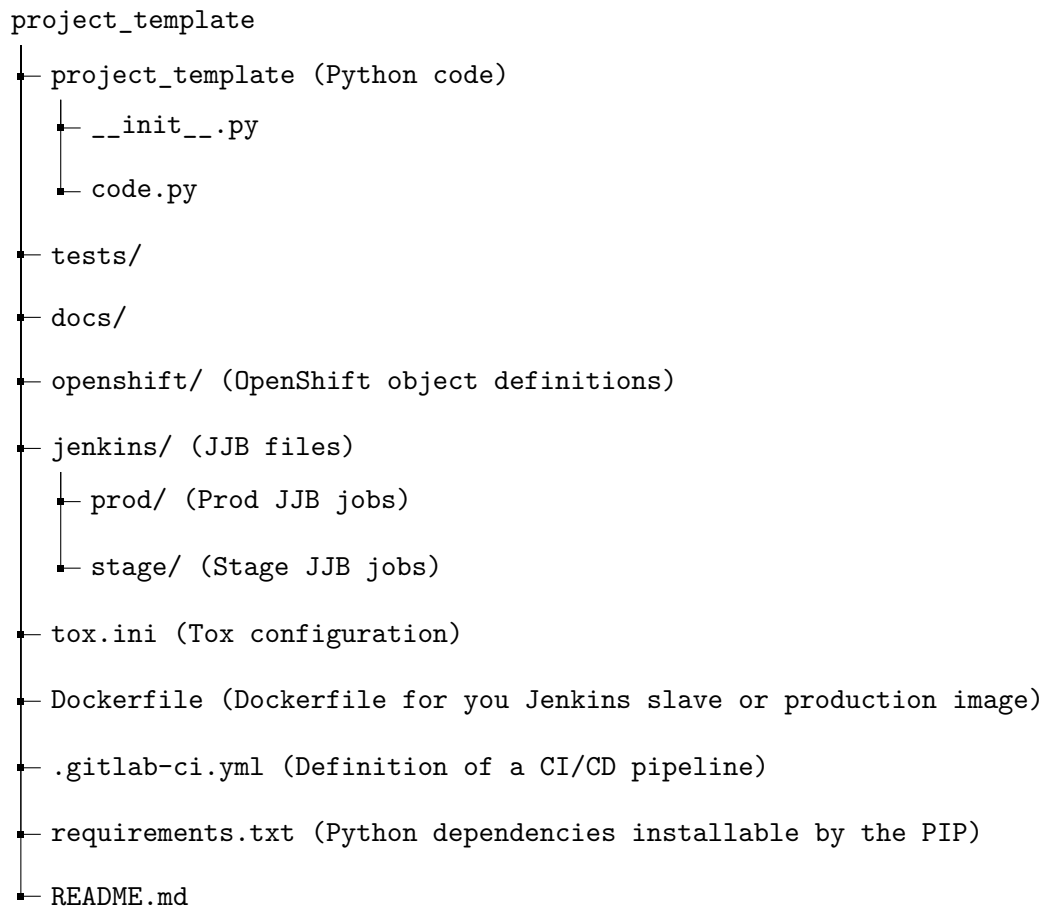 project_template
project_template (Python code)
__init__.py
code.py
tests/
docs/
openshift/ (OpenShift object definitions)
jenkins/ (JJB files)
prod/ (Prod JJB jobs)
stage/ (Stage JJB jobs)
tox.ini (Tox configuration)
Dockerfile (Dockerfile for you Jenkins slave or production image)
.gitlab-ci.yml (Definition of a CI/CD pipeline)
requirements.txt (Python dependencies installable by the PIP)
README.md